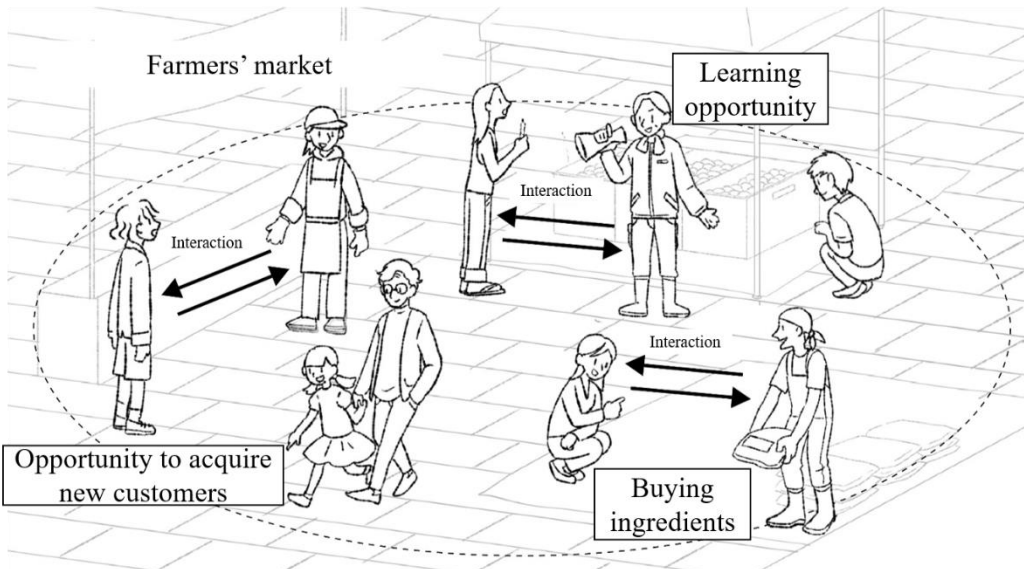 Farmers’ market
Learning
opportunity
Interaction
Interaction
Interaction
Opportunity to acquire
new customers
Buying
ingredients